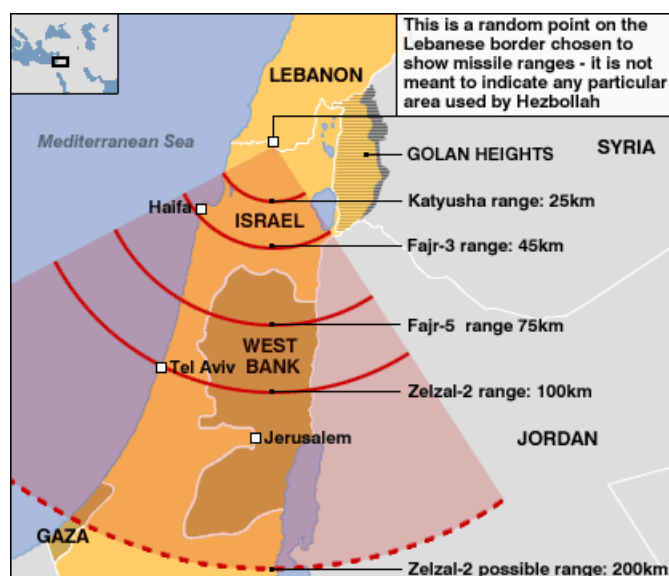 This is a random point on the
Lebanese border chosen to
show missile ranges - it is not
meant to indicate any particular
area used by Hezbollah
LEBANON
Mediterranean Sea
SYRIA
GOLAN HEIGHTS
Katyusha range: 25km
Haifa
ISRAEL
Fajr-3 range: 45km
Fajr-5 range 75km
WEST
BANK
Tel Aviv
Zelzal-2 range: 100km
Jerusalem
JORDAN
GAZA
Zelzal-2 possible range: 200km